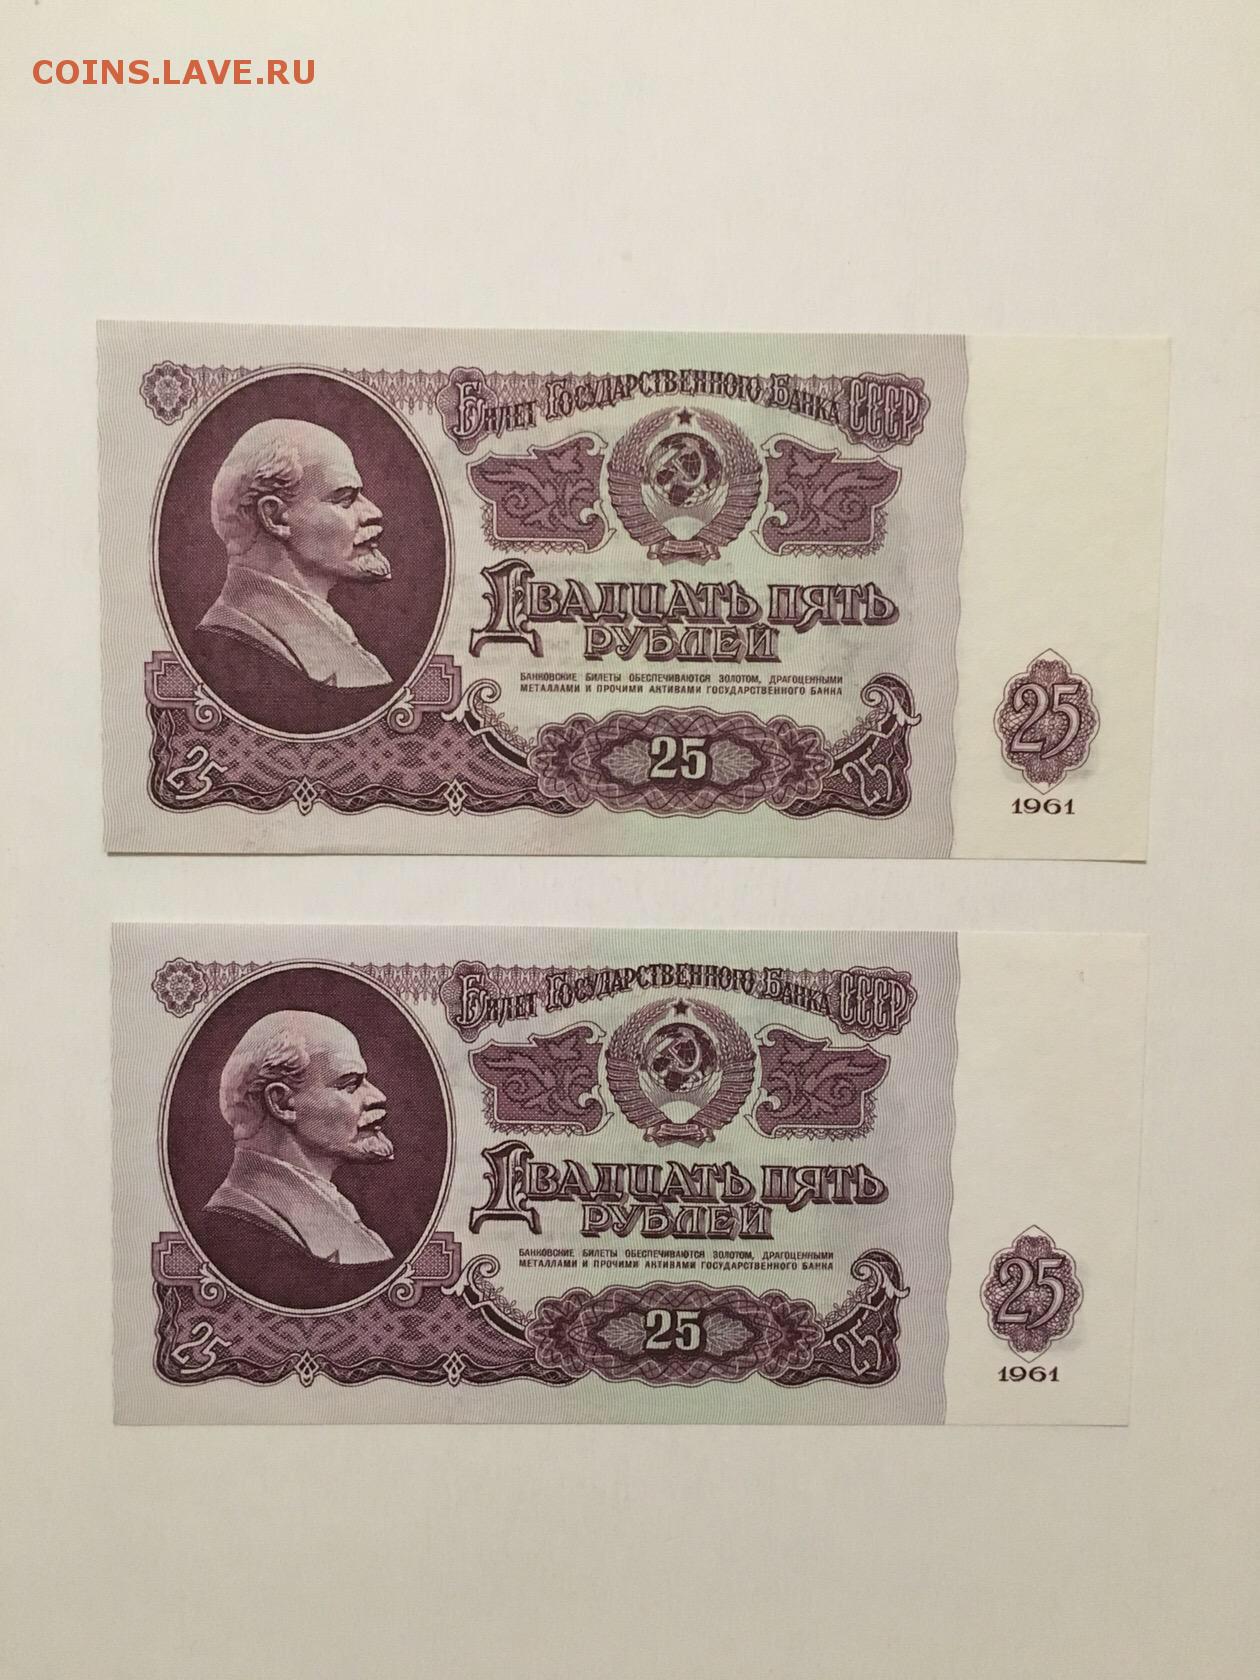 COINS.LAVE.RU
Билет Государственного Банка СССР
Двадцать пять
рублей
БАНКОВСКИЕ БИЛЕТЫ ОБЕСПЕЧИВАЮТСЯ ЗОЛОТОМ, ДРАГОЦЕННЫМИ
МЕТАЛЛАМИ И ПРОЧИМИ АКТИВАМИ ГОСУДАРСТВЕННОГО БАНКА
25
25
25
25
1961
Билет Государственного Банка СССР
Двадцать пять
рублей
БАНКОВСКИЕ БИЛЕТЫ ОБЕСПЕЧИВАЮТСЯ ЗОЛОТОМ, ДРАГОЦЕННЫМИ
МЕТАЛЛАМИ И ПРОЧИМИ АКТИВАМИ ГОСУДАРСТВЕННОГО БАНКА
25
25
25
25
1961